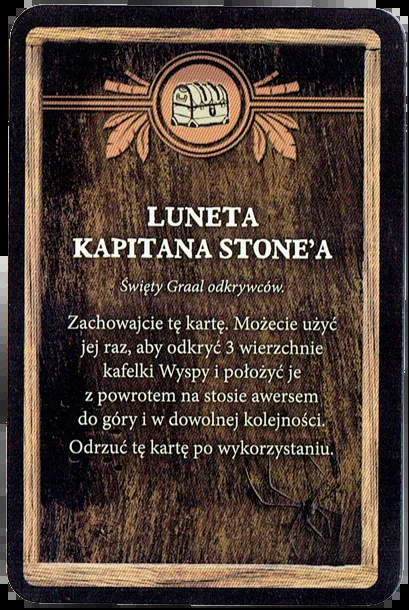 LUNETA
KAPITANA STONE'A
Święty Graal odkrywców.
Zachowajcie tę kartę. Możecie użyć
jej raz, aby odkryć 3 wierzchnie
kafelki Wyspy i położyć je
z powrotem na stosie awersem
do góry i w dowolnej kolejności.
Odrzuć tę kartę po wykorzystaniu.